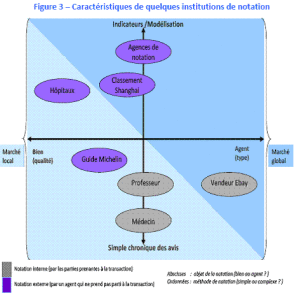 Figure 3 – Caractéristiques de quelques institutions de notation
Indicateurs /Modélisation
Agences de
notation
Classement
Shanghai
Hôpitaux
Marché
local
Bien
(qualité)
Agent
(type)
Marché
global
Guide Michelin
Professeur
Vendeur Ebay
Médecin
Simple chronique des avis
Notation interne (par les parties prenantes à la transaction)
Notation externe (par un agent qui ne prend pas parti à la transaction)
Abscisses : objet de la notation (bien ou agent ?)
Ordonnées : méthode de notation (simple ou complexe ?)